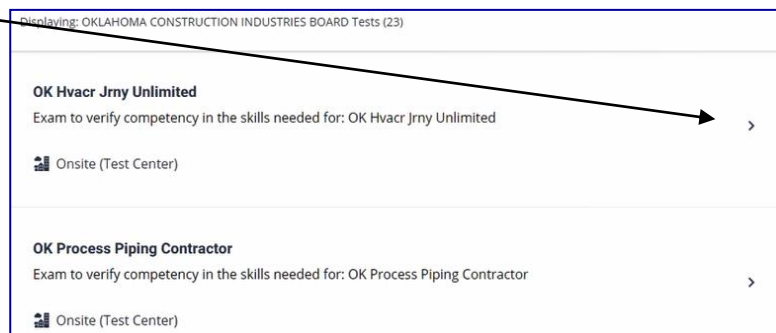 Displaying: OKLAHOMA CONSTRUCTION INDUSTRIES BOARD Tests (23)
OK Hvacr Jrny Unlimited
Exam to verify competency in the skills needed for: OK Hvacr Jrny Unlimited
Onsite (Test Center)
OK Process Piping Contractor
Exam to verify competency in the skills needed for: OK Process Piping Contractor
Onsite (Test Center)